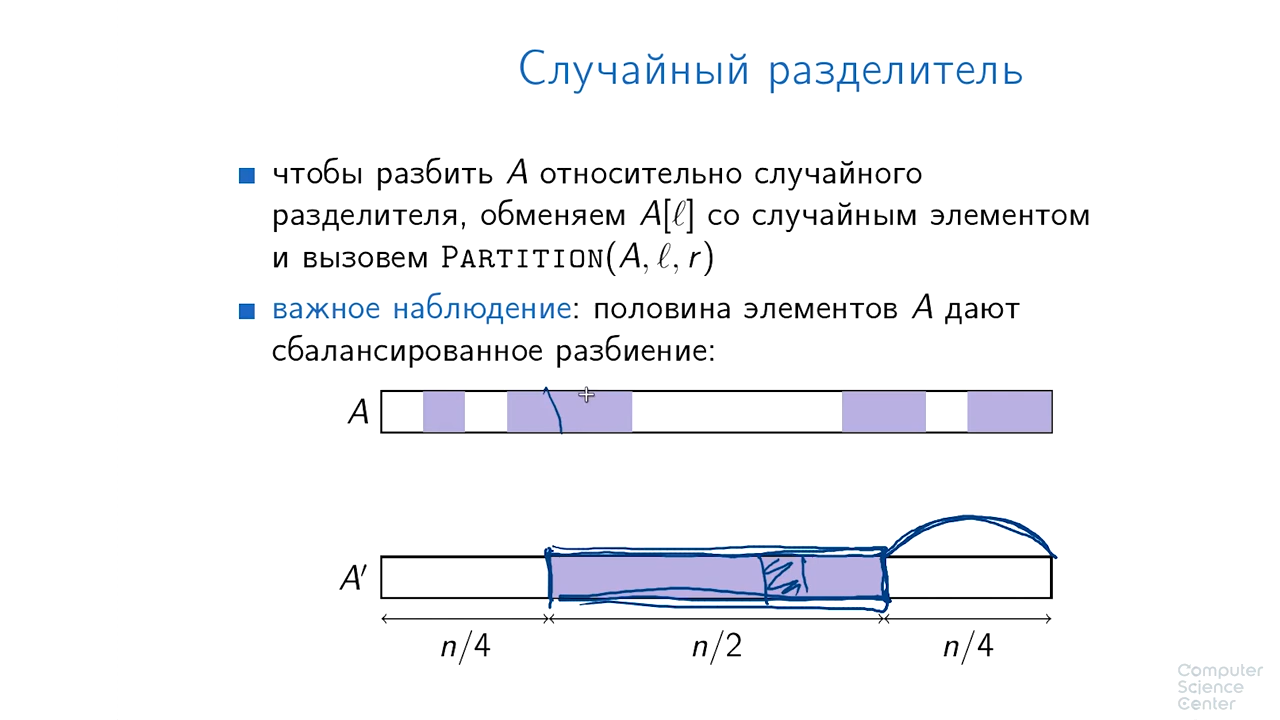 Случайный разделитель
чтобы разбить A относительно случайного
разделителя, обменяем A[ℓ] со случайным элементом
и вызовем PARTITION(A, ℓ, r)
важное наблюдение: половина элементов A дают
сбалансированное разбиение:
A
A′
n/4 n/2 n/4
Computer
Science
Center